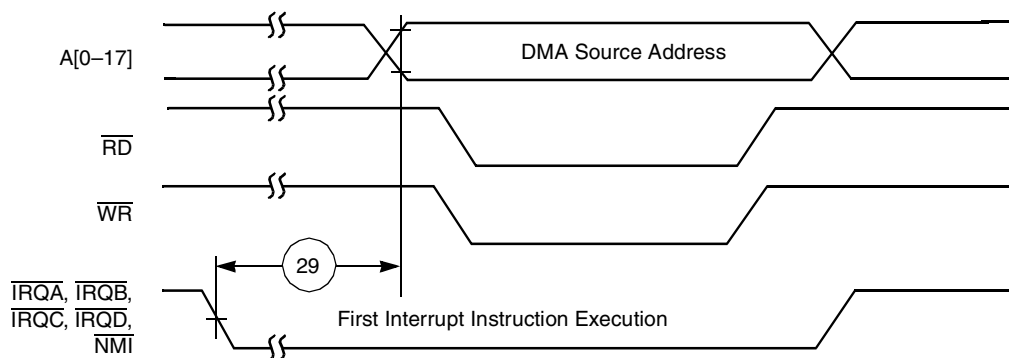 A[0–17]
DMA Source Address
RD
WR
29
IRQA, IRQB,
IRQC, IRQD,
NMI
First Interrupt Instruction Execution